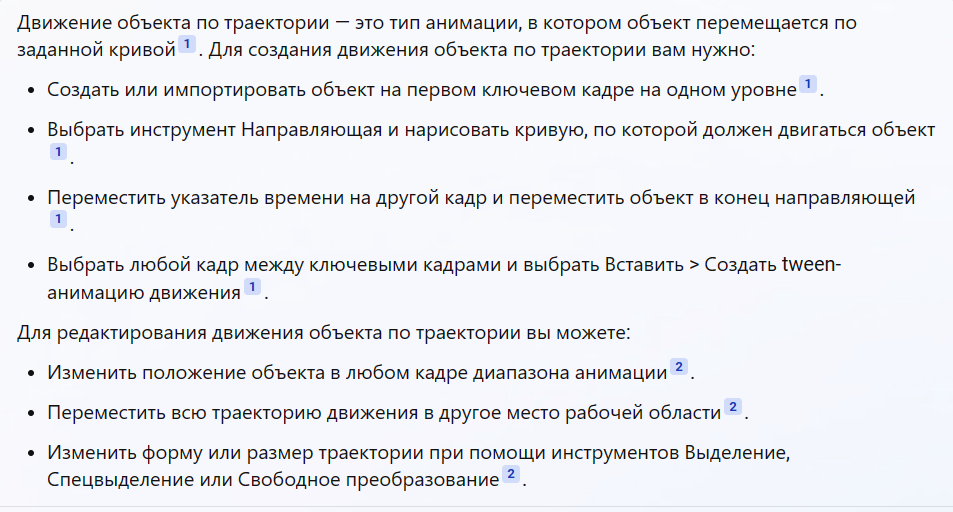 Движение объекта по траектории — это тип анимации, в котором объект перемещается по
заданной кривой 1 . Для создания движения объекта по траектории вам нужно:
• Создать или импортировать объект на первом ключевом кадре на одном уровне 1 .
• Выбрать инструмент Направляющая и нарисовать кривую, по которой должен двигаться объект
1 .
• Переместить указатель времени на другой кадр и переместить объект в конец направляющей
1 .
• Выбрать любой кадр между ключевыми кадрами и выбрать Вставить > Создать tween-
анимацию движения 1 .
Для редактирования движения объекта по траектории вы можете:
• Изменить положение объекта в любом кадре диапазона анимации 2 .
• Переместить всю траекторию движения в другое место рабочей области 2 .
• Изменить форму или размер траектории при помощи инструментов Выделение,
Спецвыделение или Свободное преобразование 2 .